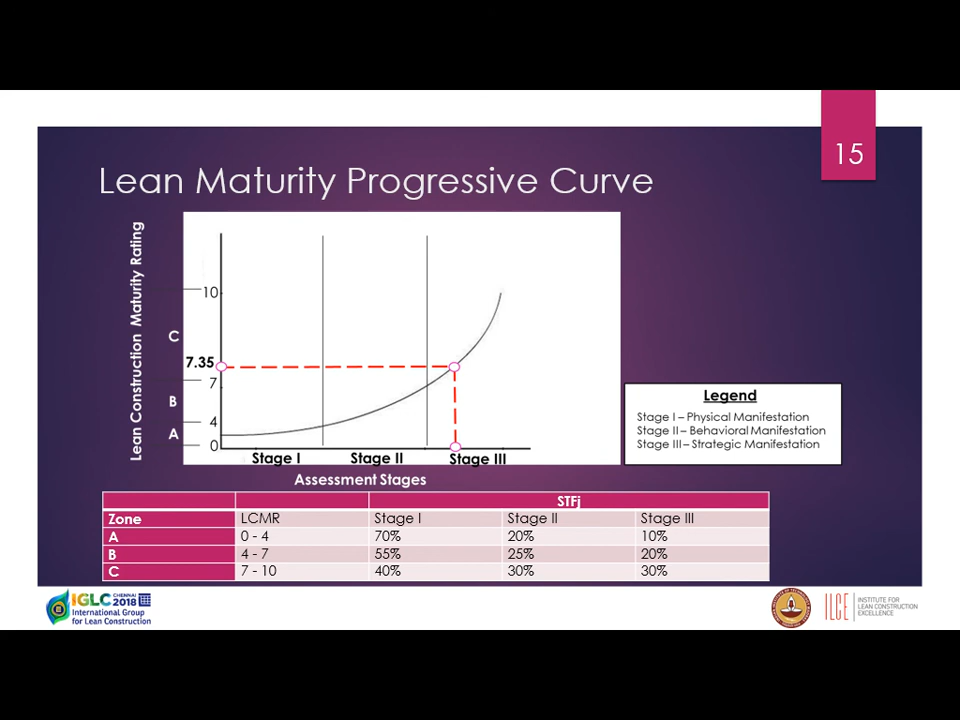 15
Lean Maturity Progressive Curve
Lean Construction Maturity Rating
10
C
7.35
7
B
4
A
0
Stage I Stage II Stage III
Assessment Stages
Legend
Stage I – Physical Manifestation
Stage II – Behavioral Manifestation
Stage III – Strategic Manifestation
STFj
Zone LCMR Stage I Stage II Stage III
A 0 - 4 70% 20% 10%
B 4 - 7 55% 25% 20%
C 7 - 10 40% 30% 30%
IGLC CHENNAI 2018
International Group
for Lean Construction
ILCE
INSTITUTE FOR
LEAN CONSTRUCTION
EXCELLENCE